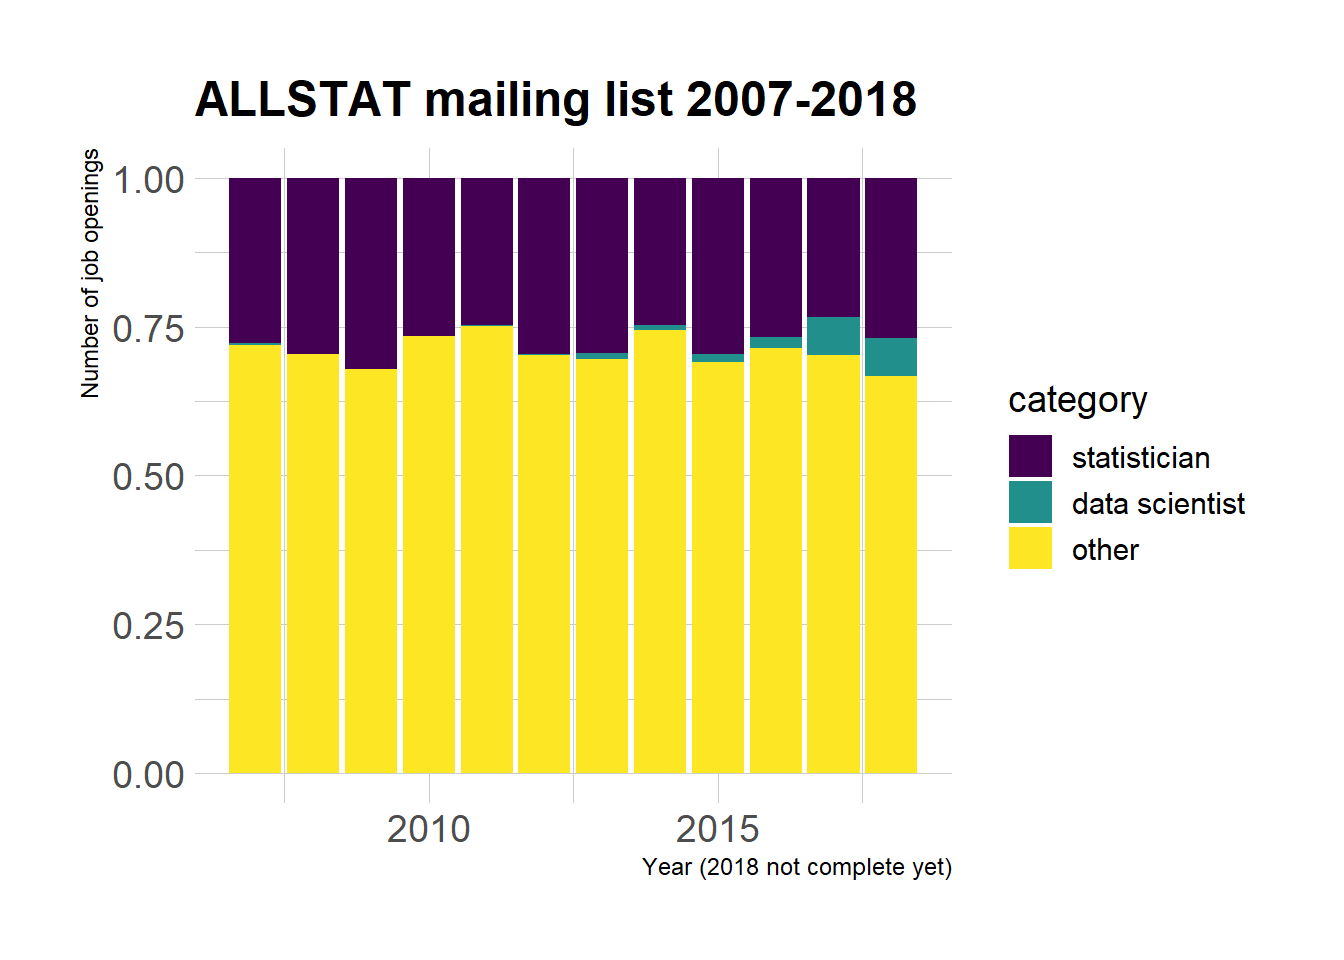 ALLSTAT mailing list 2007-2018
Number of job openings
1.00
0.75
0.50
0.25
0.00
2010
2015
Year (2018 not complete yet)
category
statistician
data scientist
other